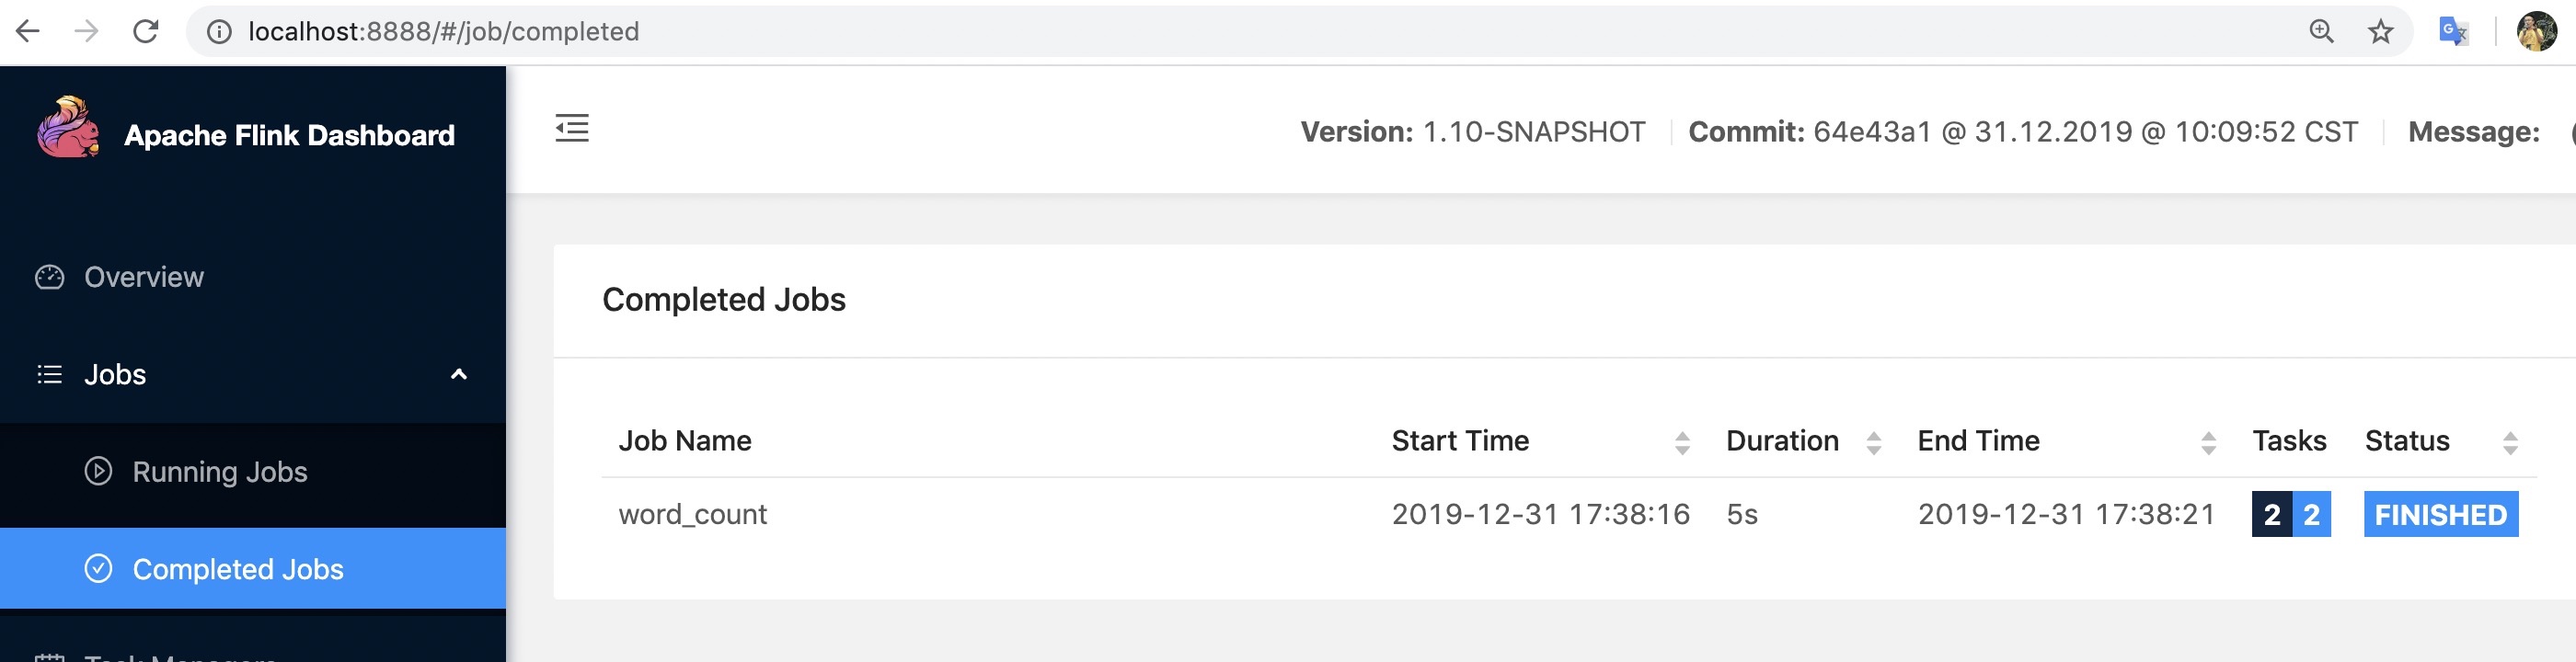 localhost:8888/#/job/completed
Apache Flink Dashboard
Version: 1.10-SNAPSHOT Commit: 64e43a1 @ 31.12.2019 @ 10:09:52 CST Message:
Overview
Jobs
Running Jobs
Completed Jobs
Task Managers
Completed Jobs
Job Name Start Time Duration End Time Tasks Status
word_count 2019-12-31 17:38:16 5s 2019-12-31 17:38:21 2 2 FINISHED